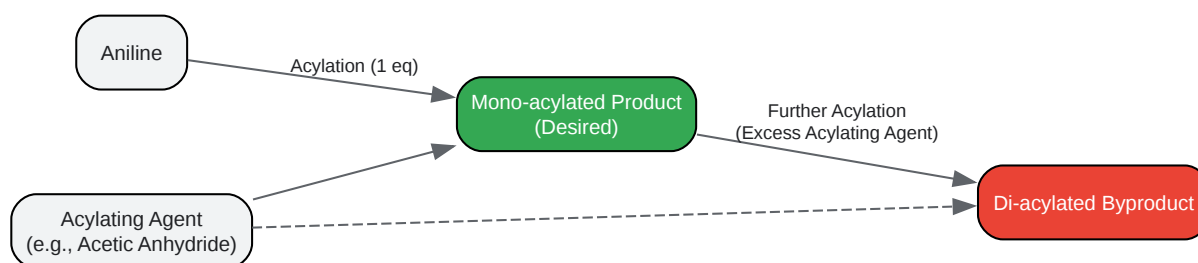 Aniline
Acylation (1 eq)
Mono-acylated Product
(Desired)
Further Acylation
(Excess Acylating Agent)
Acylating Agent
(e.g., Acetic Anhydride)
Di-acylated Byproduct